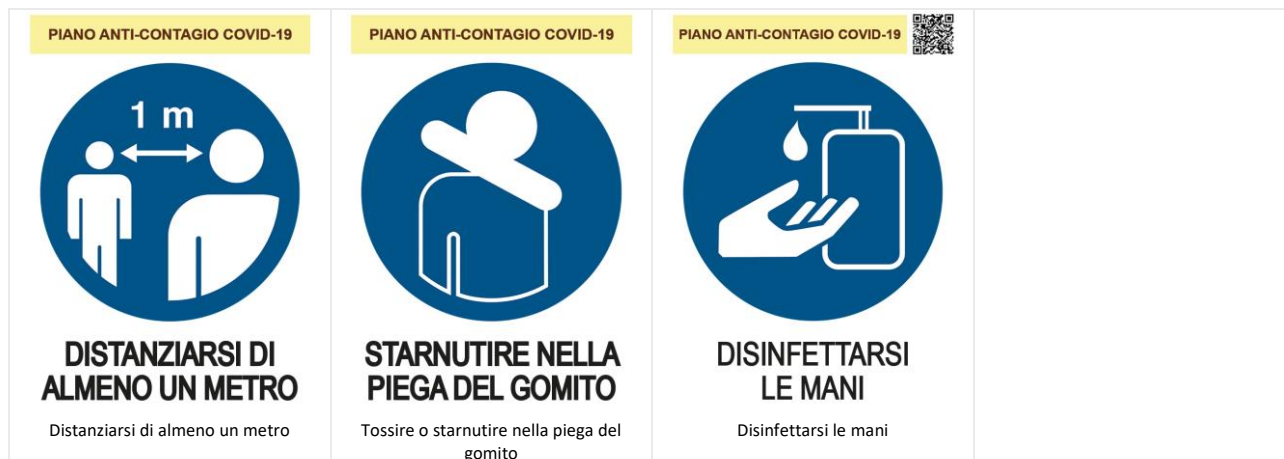 PIANO ANTI-CONTAGIO COVID-19
1 m
DISTANZIARSI DI
ALMENO UN METRO
Distanziarsi di almeno un metro
PIANO ANTI-CONTAGIO COVID-19
STARNUTIRE NELLA
PIEGA DEL GOMITO
Tossire o starnutire nella piega del
gomito
PIANO ANTI-CONTAGIO COVID-19
DISINFETTARSI
LE MANI
Disinfettarsi le mani